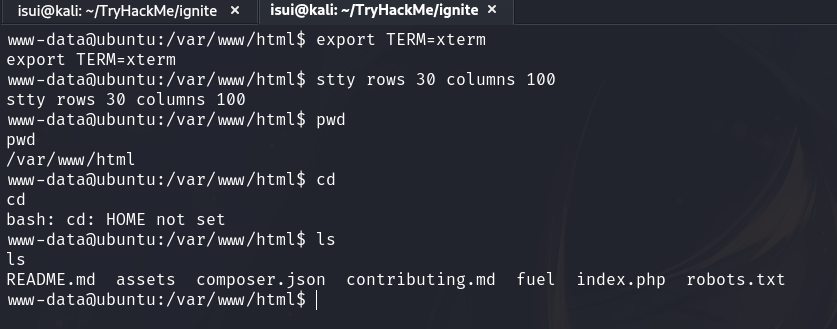 isui@kali: ~/TryHackMe/ignite × isui@kali: ~/TryHackMe/ignite ×
www-data@ubuntu:/var/www/html$ export TERM=xterm
export TERM=xterm
www-data@ubuntu:/var/www/html$ stty rows 30 columns 100
stty rows 30 columns 100
www-data@ubuntu:/var/www/html$ pwd
pwd
/var/www/html
www-data@ubuntu:/var/www/html$ cd
cd
bash: cd: HOME not set
www-data@ubuntu:/var/www/html$ ls
ls
README.md  assets  composer.json  contributing.md  fuel  index.php  robots.txt
www-data@ubuntu:/var/www/html$